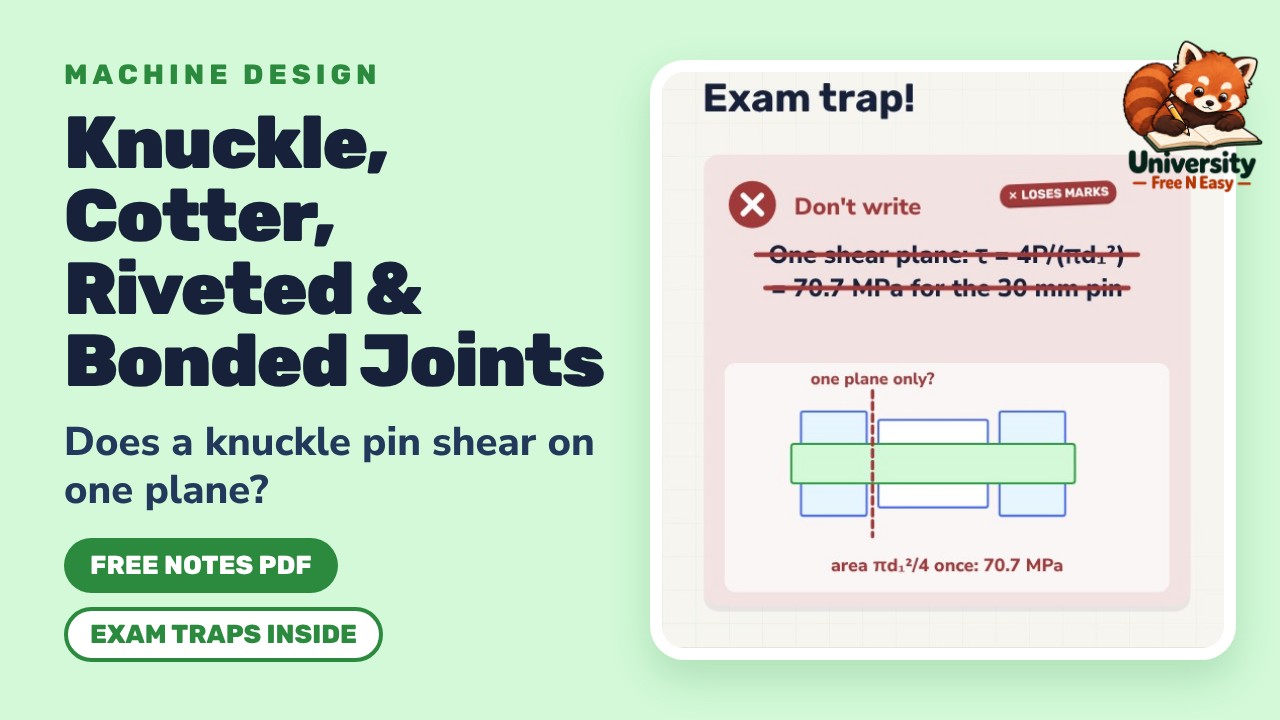 MACHINE DESIGN
Knuckle,
Cotter,
Riveted &
Bonded Joints
Does a knuckle pin shear on
one plane?
FREE NOTES PDF
EXAM TRAPS INSIDE
Exam trap!
Don't write
× LOSES MARKS
One shear plane: τ = 4P/(πd₁²)
= 70.7 MPa for the 30 mm pin
one plane only?
area πd₁²/4 once: 70.7 MPa
University
Free N Easy